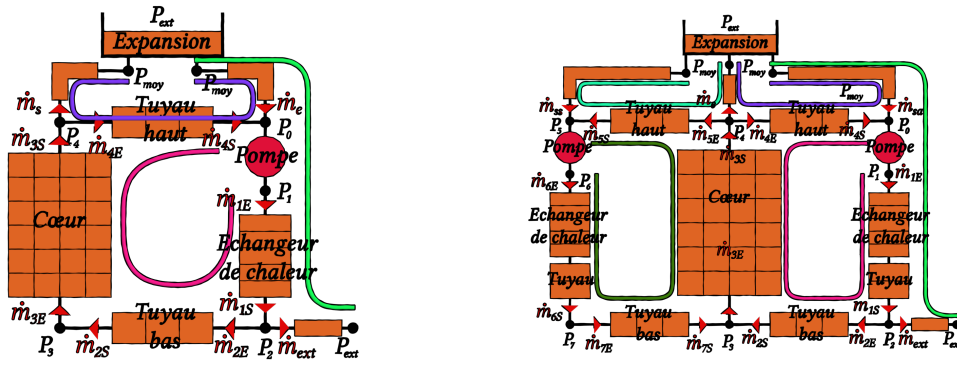 P_ext
Expansion
P_moy
P_moy
ṁ_s
Tuyau
haut
ṁ_e
P_4
P_0
ṁ_3S
ṁ_4E
ṁ_4S
Pompe
P_1
ṁ_1E
Cœur
Echangeur
de chaleur
ṁ_3E
ṁ_1S
P_3
ṁ_2S
Tuyau
bas
ṁ_2E
P_2
ṁ_ext
P_ext
P_ext
Expansion
P_moy
P_moy
ṁ_ss
Tuyau
haut
Tuyau
haut
ṁ_sa
P_5
ṁ_5S
ṁ_5E
P_4
ṁ_4E
ṁ_4S
P_0
Pompe
ṁ_3S
Pompe
P_6
P_1
ṁ_6E
ṁ_1E
Cœur
Echangeur
de chaleur
Echangeur
de chaleur
ṁ_3E
Tuyau
Tuyau
ṁ_6S
ṁ_1S
P_7
ṁ_7E
Tuyau
bas
ṁ_7S
P_3
ṁ_2S
Tuyau
bas
ṁ_2E
P_2
ṁ_ext